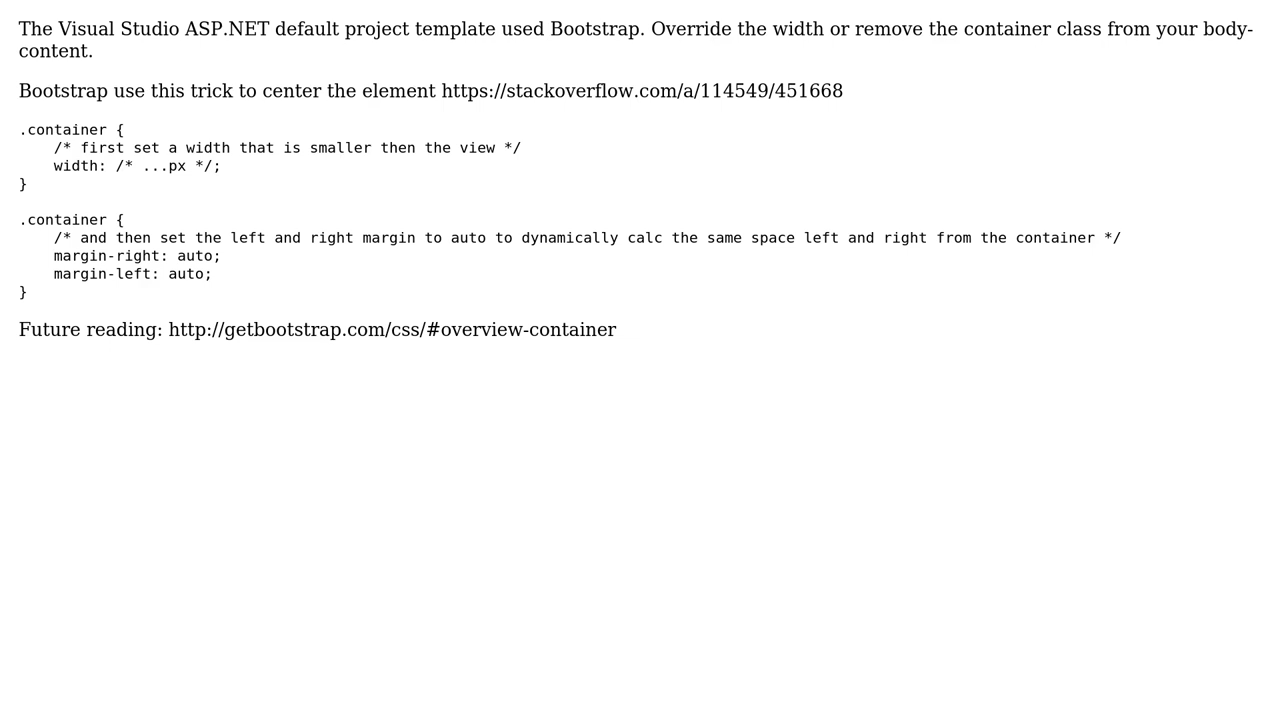 The Visual Studio ASP.NET default project template used Bootstrap. Override the width or remove the container class from your body-
content.
Bootstrap use this trick to center the element https://stackoverflow.com/a/114549/451668
.container {
    /* first set a width that is smaller then the view */
    width: /* ...px */;
}
.container {
    /* and then set the left and right margin to auto to dynamically calc the same space left and right from the container */
    margin-right: auto;
    margin-left: auto;
}
Future reading: http://getbootstrap.com/css/#overview-container